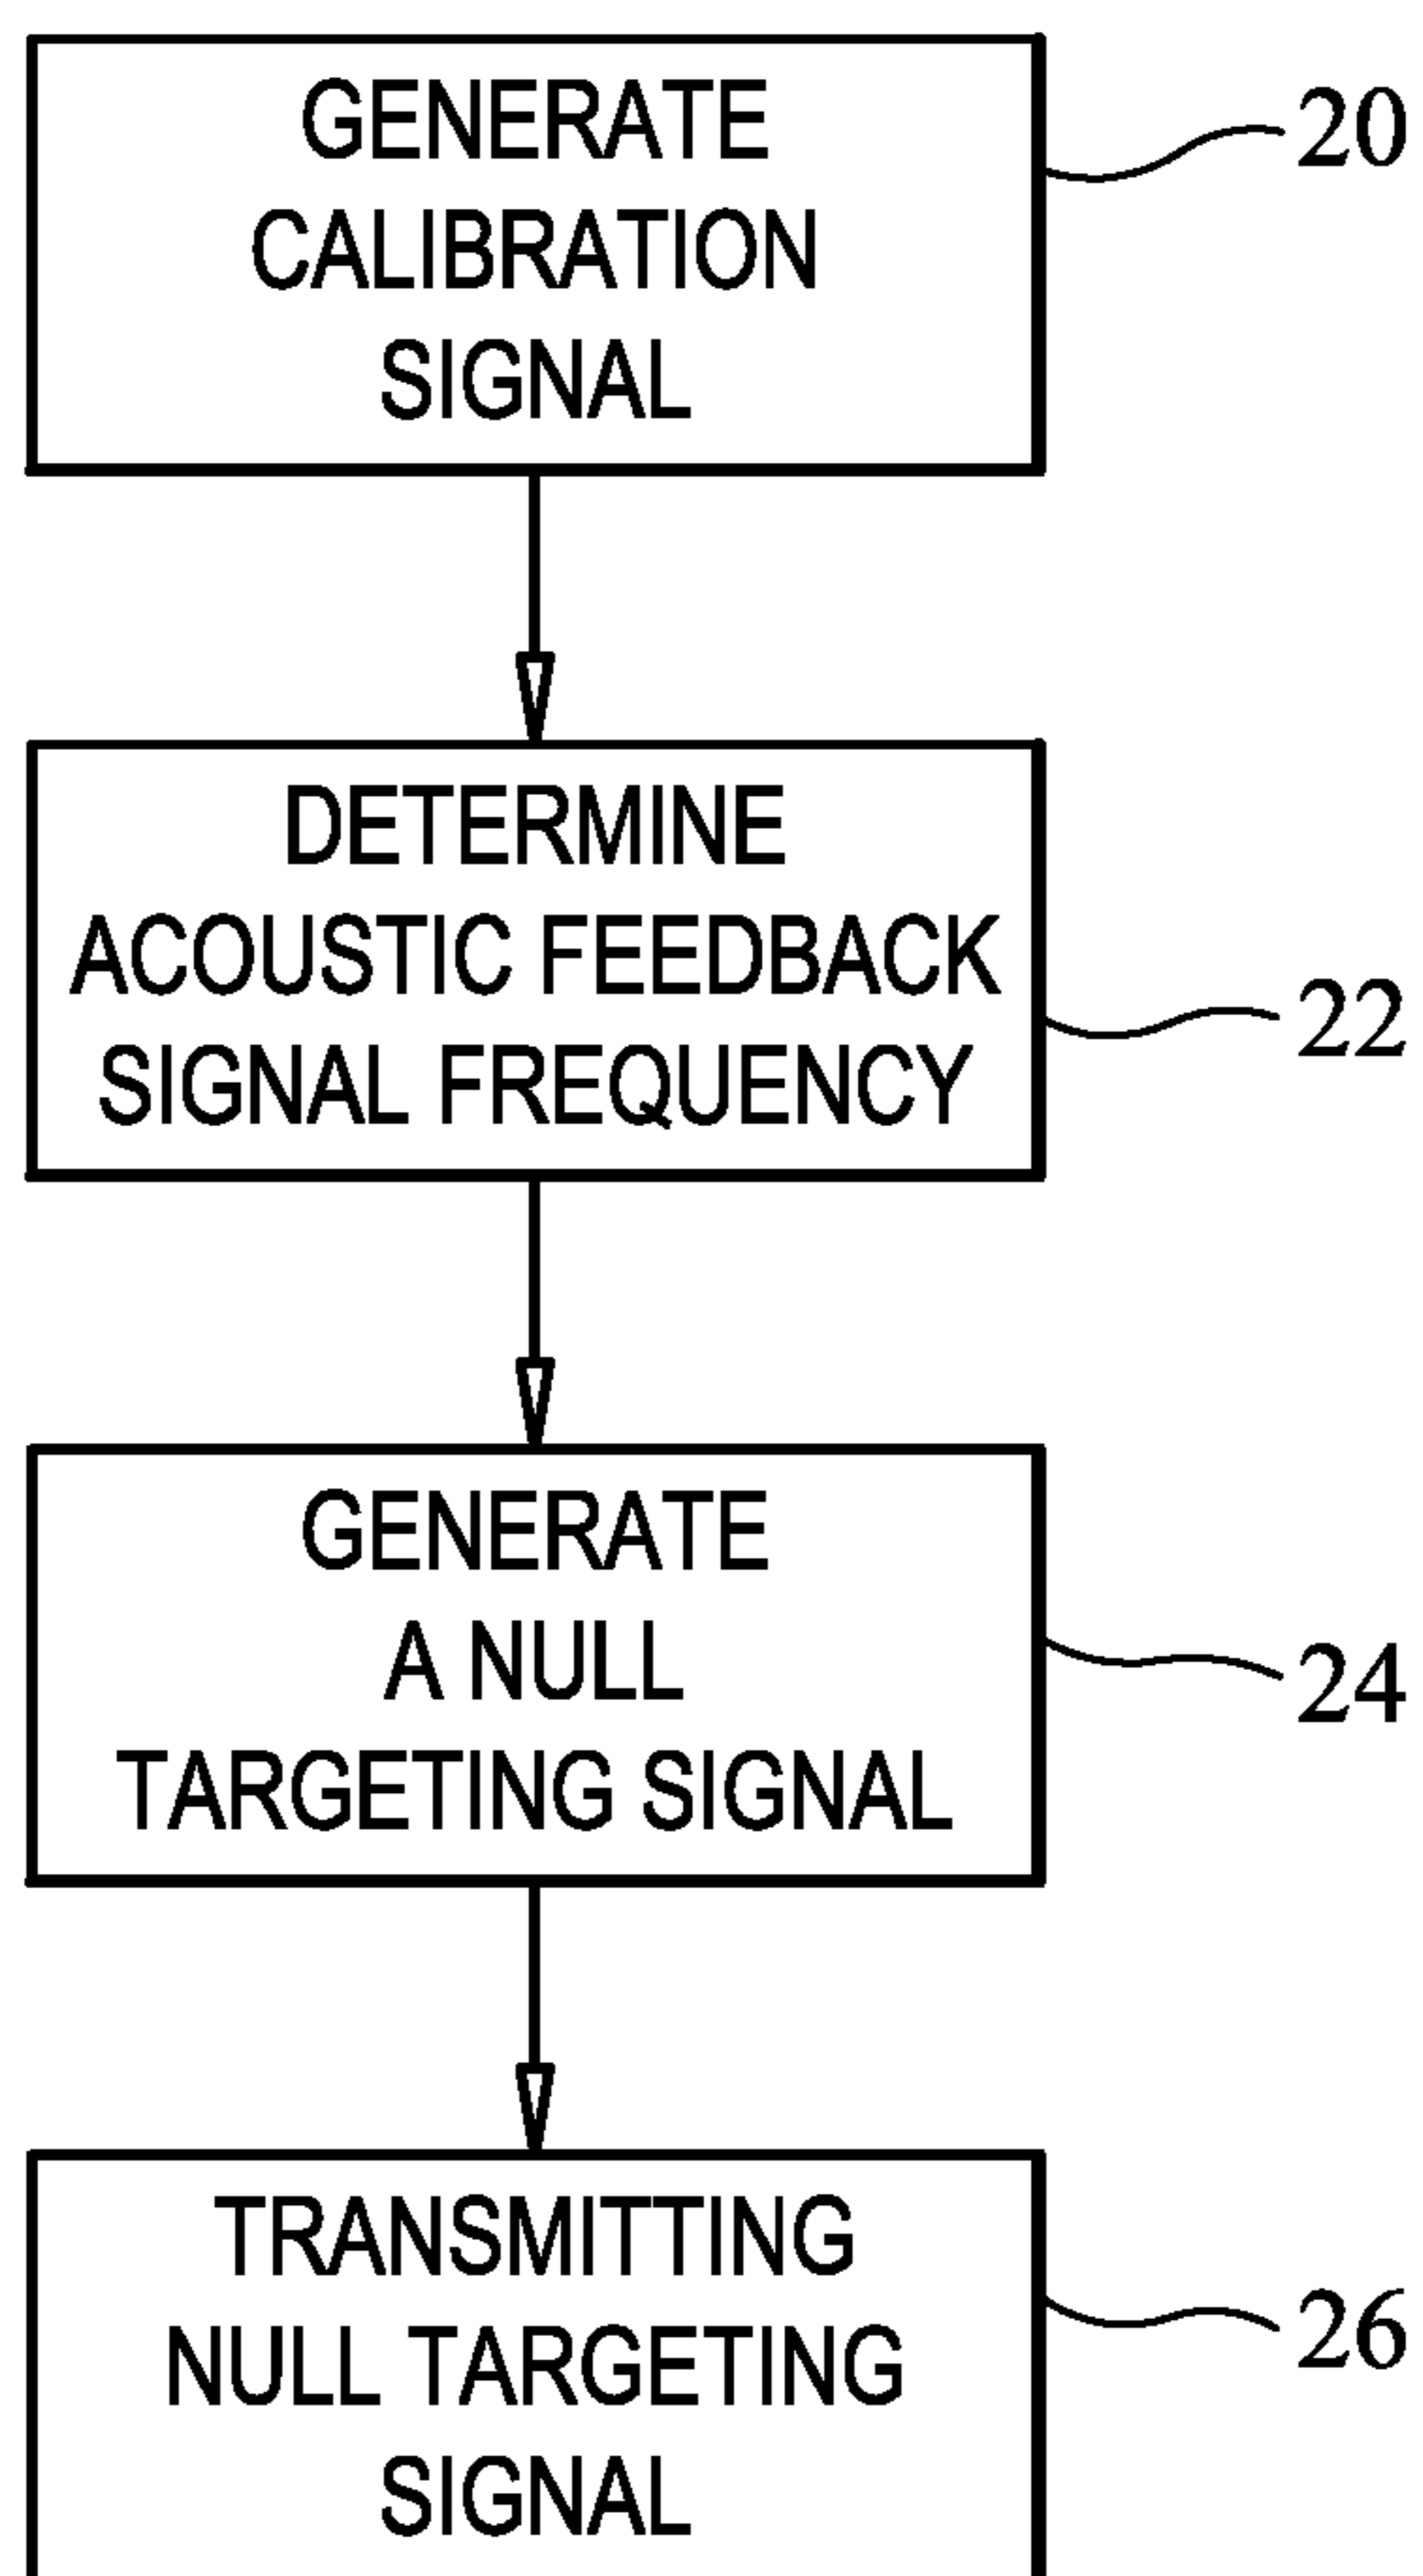 GENERATE
CALIBRATION
SIGNAL
20
DETERMINE
ACOUSTIC FEEDBACK
SIGNAL FREQUENCY
22
GENERATE
A NULL
TARGETING SIGNAL
24
TRANSMITTING
NULL TARGETING
SIGNAL
26